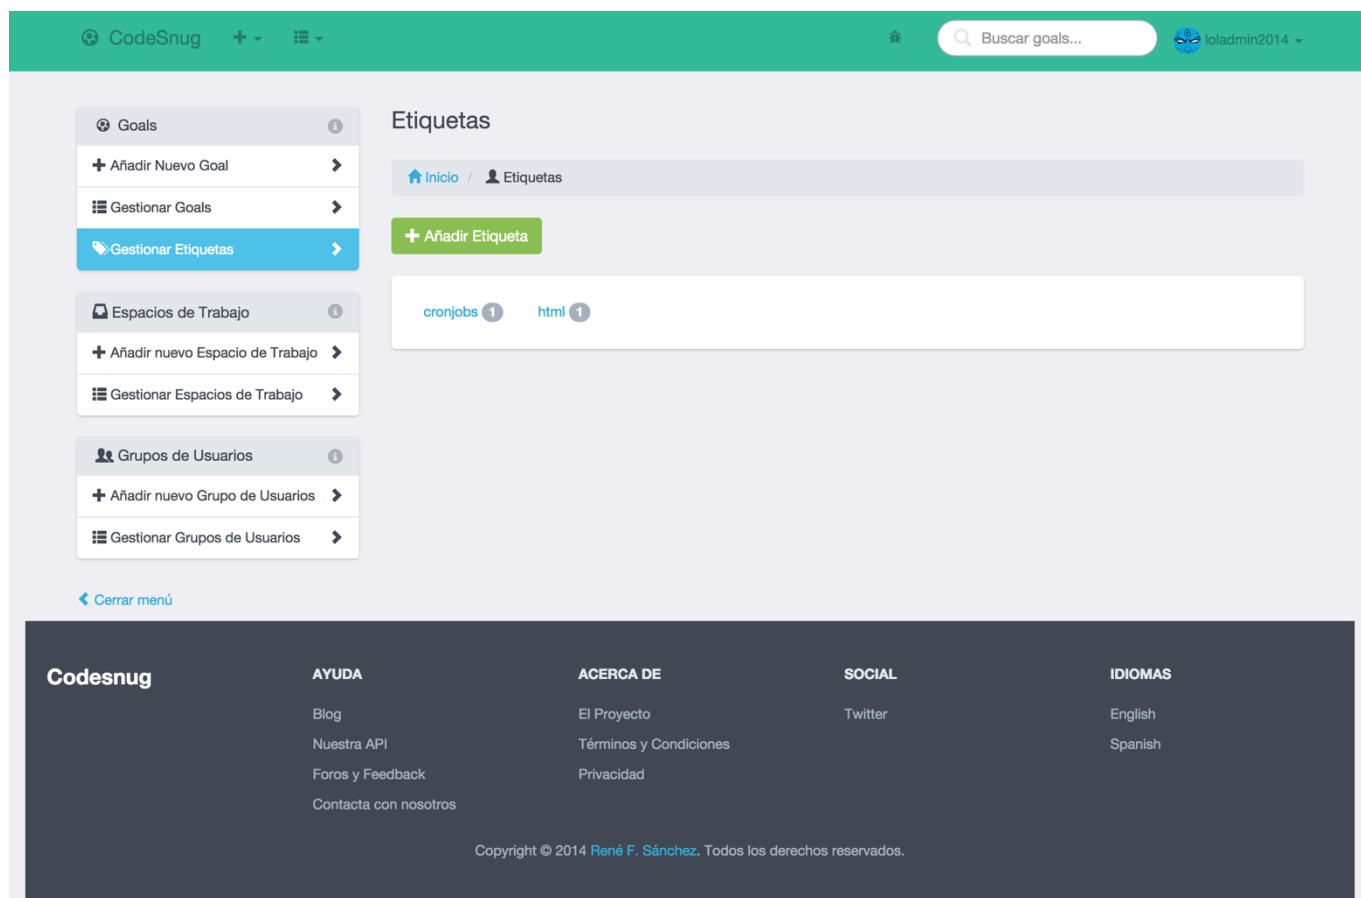 CodeSnug
Buscar goals...
loladmin2014
Goals
Añadir Nuevo Goal
Gestionar Goals
Gestionar Etiquetas
Espacios de Trabajo
Añadir nuevo Espacio de Trabajo
Gestionar Espacios de Trabajo
Grupos de Usuarios
Añadir nuevo Grupo de Usuarios
Gestionar Grupos de Usuarios
Cerrar menú
Etiquetas
Inicio / Etiquetas
Añadir Etiqueta
cronjobs 1 html 1
Codesnug
AYUDA
Blog
Nuestra API
Foros y Feedback
Contacta con nosotros
ACERCA DE
El Proyecto
Términos y Condiciones
Privacidad
SOCIAL
Twitter
IDIOMAS
English
Spanish
Copyright © 2014 René F. Sánchez. Todos los derechos reservados.